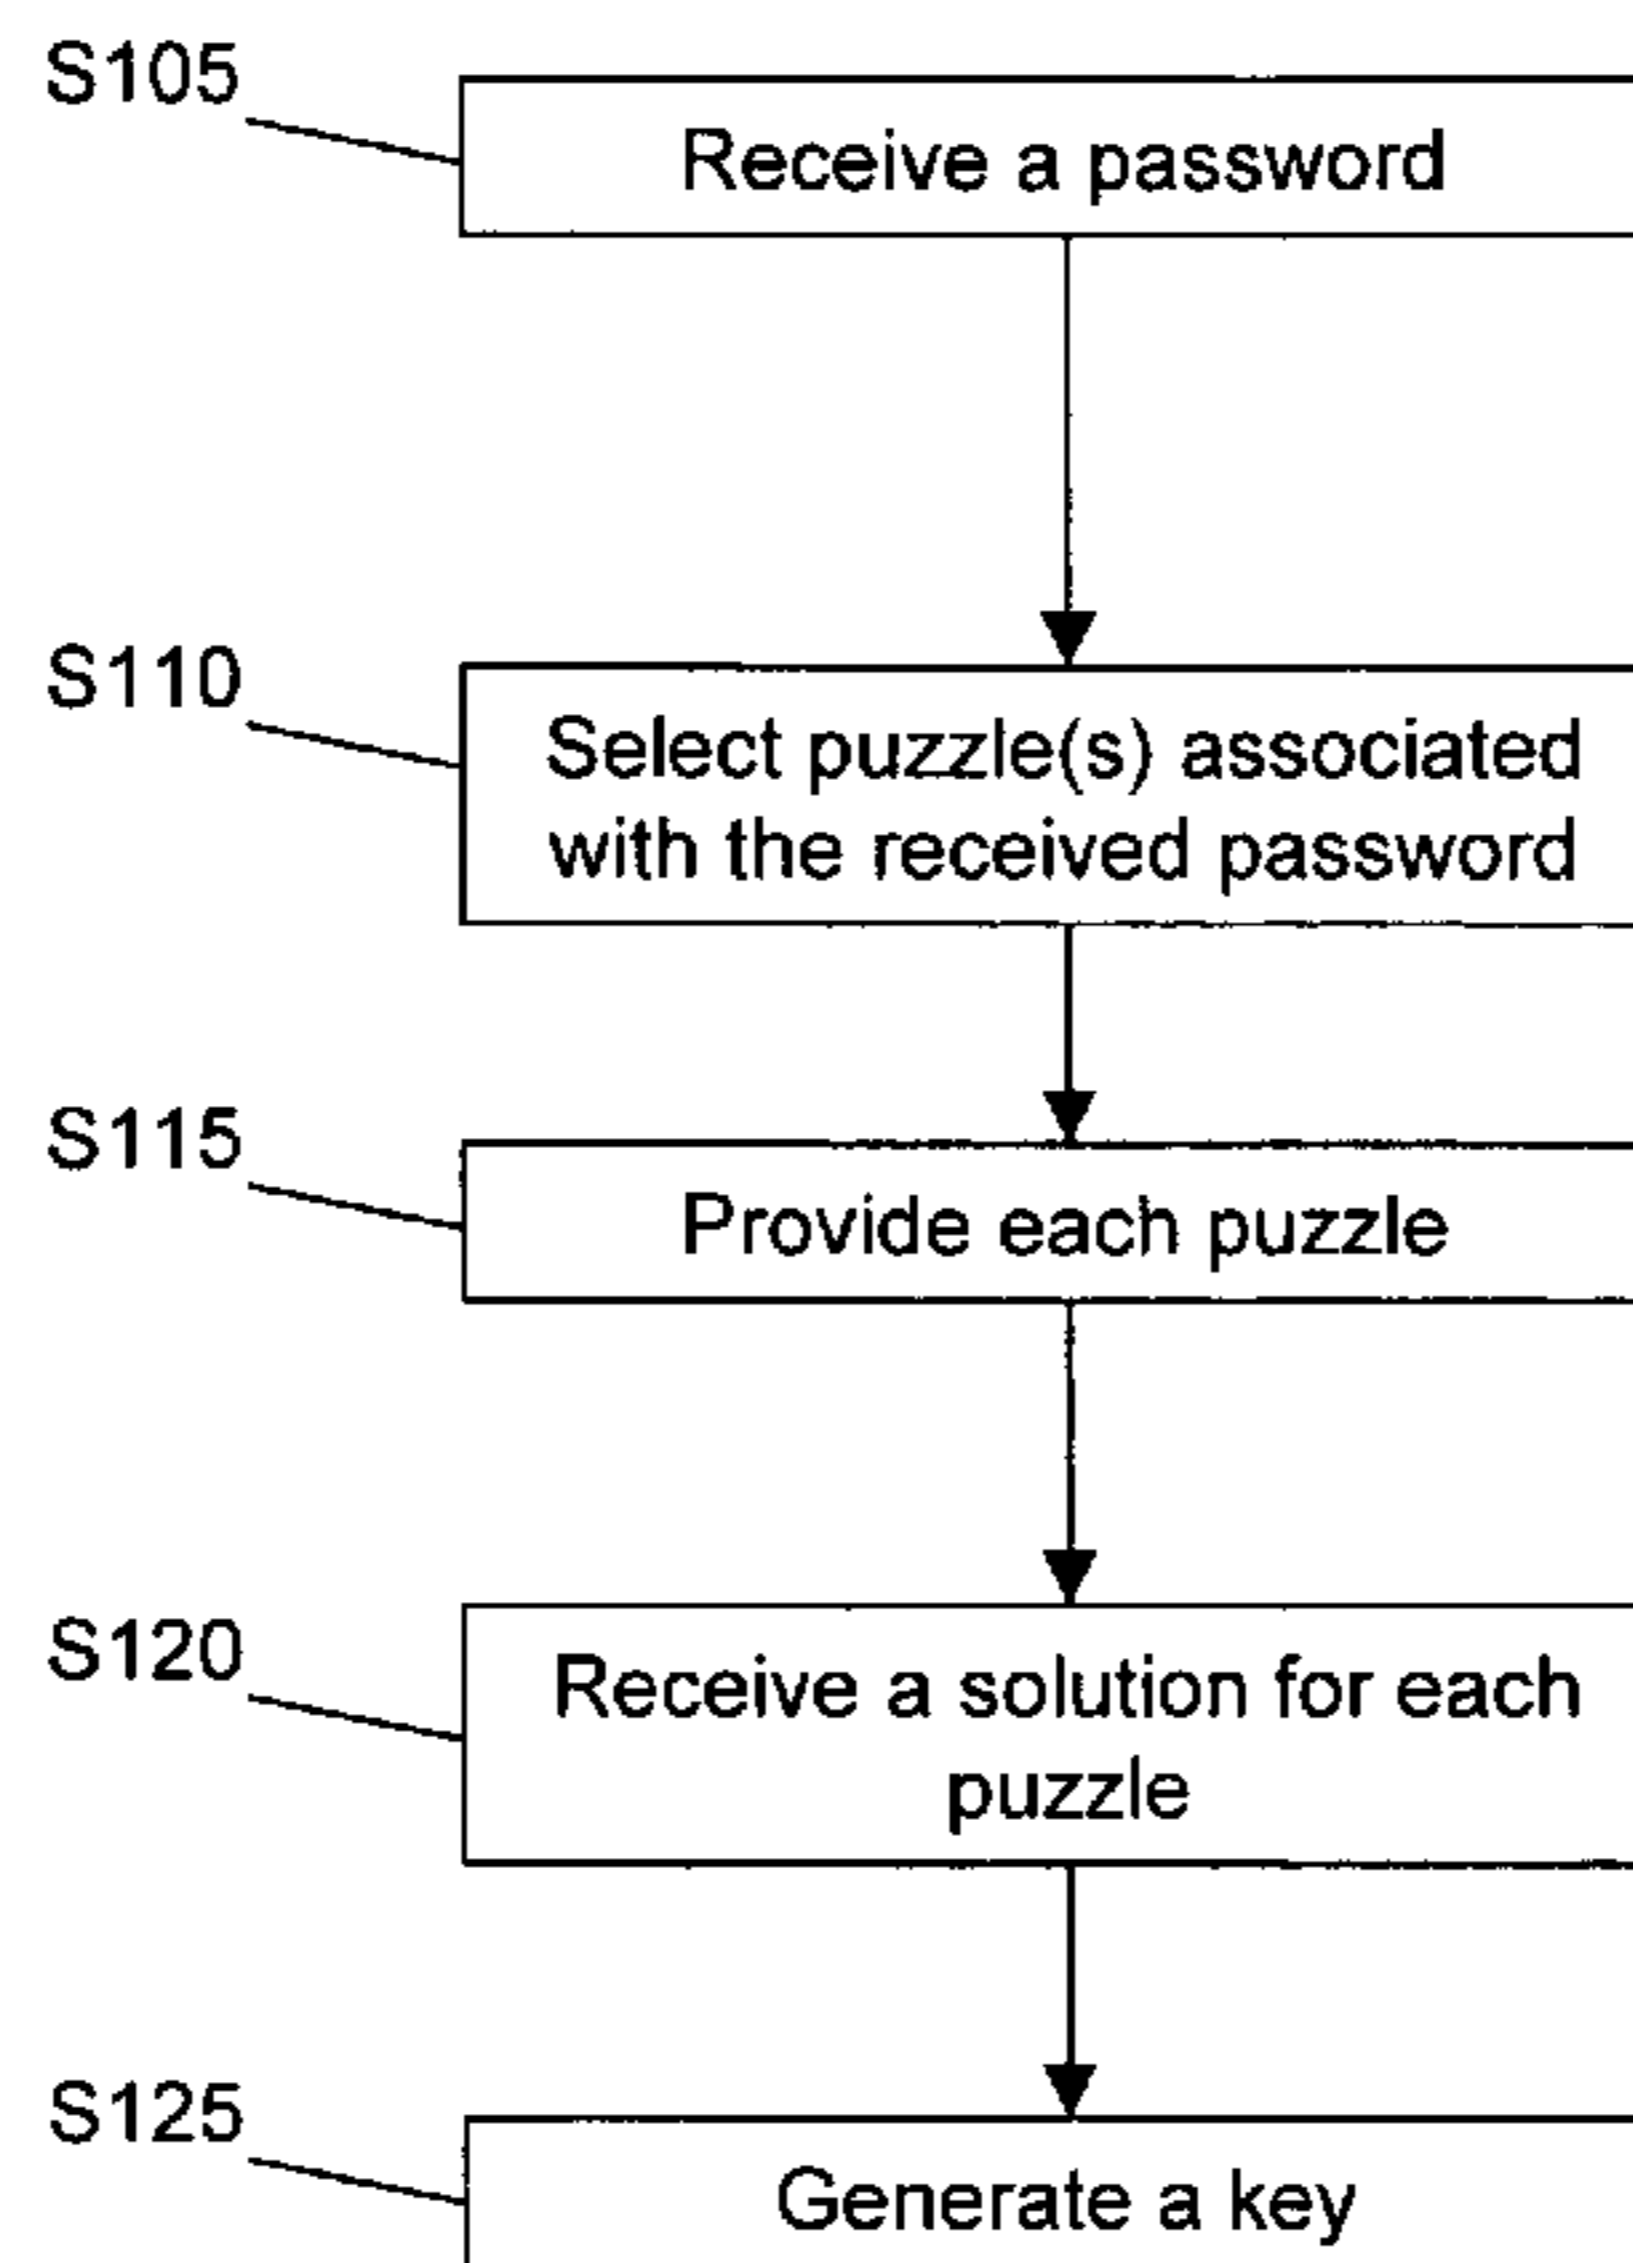 S105
Receive a password
S110
Select puzzle(s) associated
with the received password
S115
Provide each puzzle
S120
Receive a solution for each
puzzle
S125
Generate a key